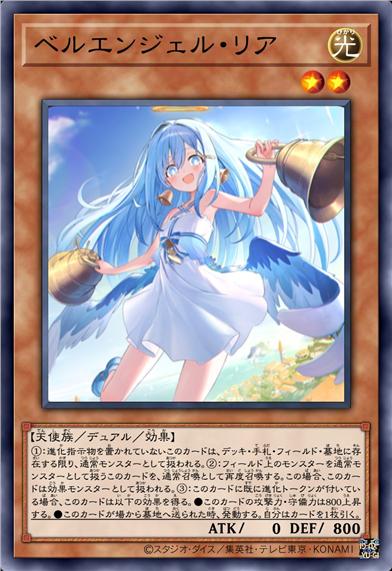 ベルエンジェル・リア
光
【天使族／デュアル／効果】
①:進化指示物を置かれていないこのカードは、デッキ・手札・フィールド・墓地に存
在する限り、通常モンスターとして扱われる。②:フィールド上のモンスターを通常モ
ンスターとして扱うこのカードを、通常召喚として再度召喚する。この場合、このカー
ドは効果モンスターとして扱われる。③:このカードに既に進化トークンが付いている
る場合、このカードは以下の効果を得る。●このカードの攻撃力・守備力は800上昇
する。●このカードが場から墓地へ送られた時、発動する。自分はカードを1枚引く。
ATK/ 0 DEF/ 800
©スタジオ・ダイス/集英社・テレビ東京・KONAMI